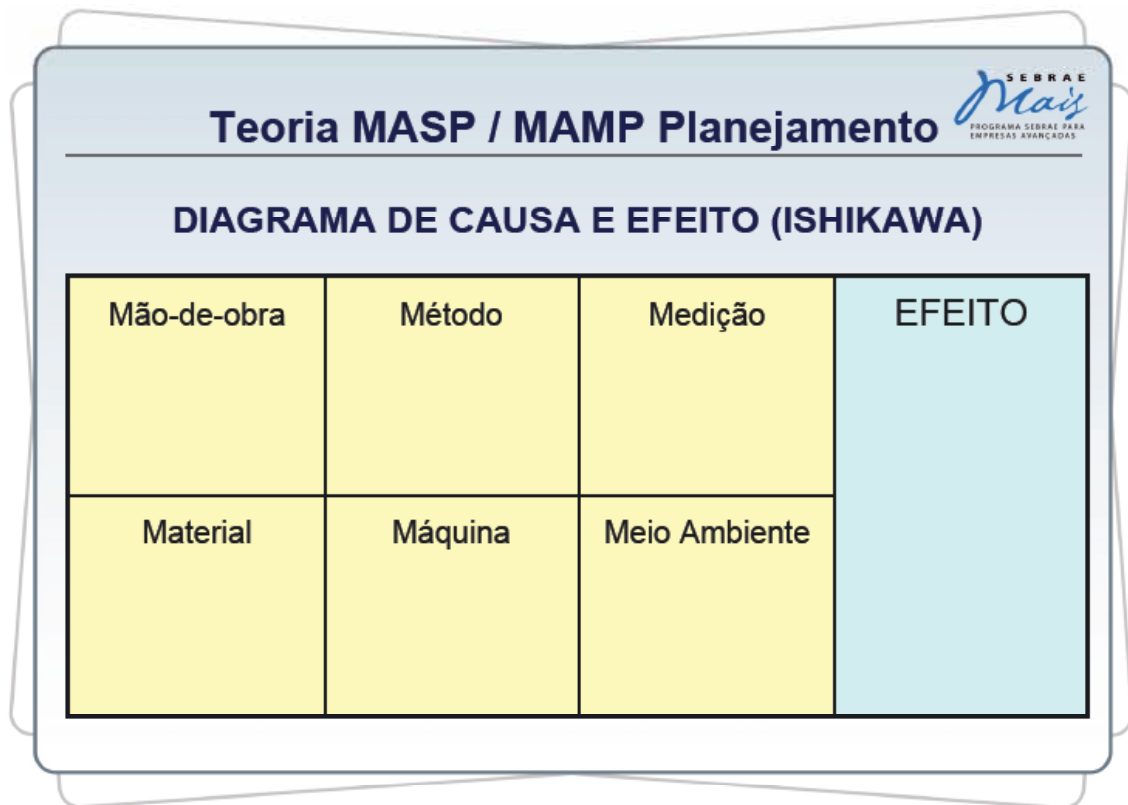 SEBRAE
Mais
PROGRAMA SEBRAE PARA
EMPRESAS AVANÇADAS
Teoria MASP / MAMP Planejamento
DIAGRAMA DE CAUSA E EFEITO (ISHIKAWA)
Mão-de-obra
Método
Medição
EFEITO
Material
Máquina
Meio Ambiente